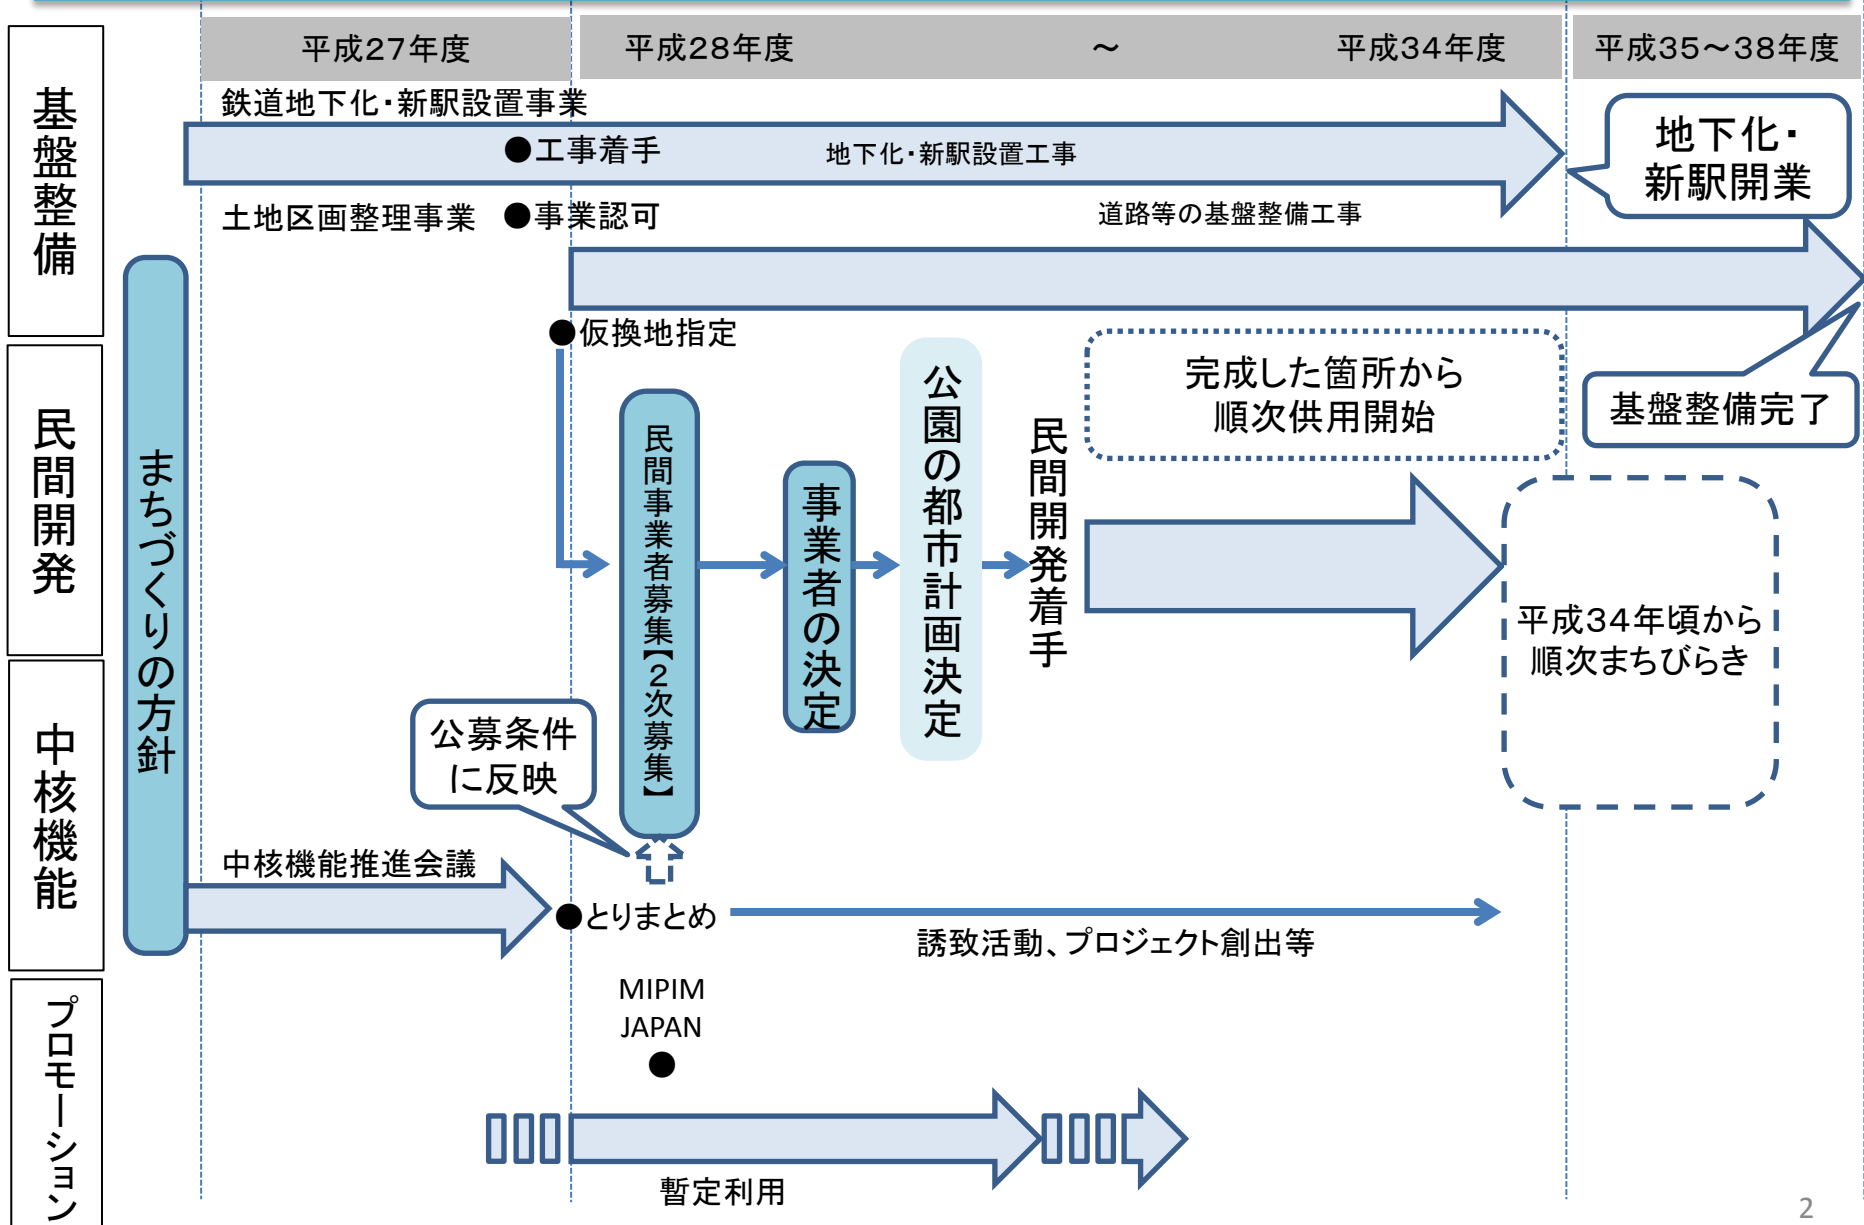 平成27年度
平成28年度 ～ 平成34年度
平成35～38年度
基盤整備
鉄道地下化・新駅設置事業
●工事着手
地下化・新駅設置工事
地下化・
新駅開業
土地区画整理事業
●事業認可
道路等の基盤整備工事
●仮換地指定
基盤整備完了
まちづくりの方針
民間開発
民間事業者募集【2次募集】
事業者の決定
公園の都市計画決定
民間開発着手
完成した箇所から
順次供用開始
平成34年頃から
順次まちびらき
中核機能
公募条件
に反映
中核機能推進会議
●とりまとめ
誘致活動、プロジェクト創出等
プロモーション
MIPIM
JAPAN
●
暫定利用
2